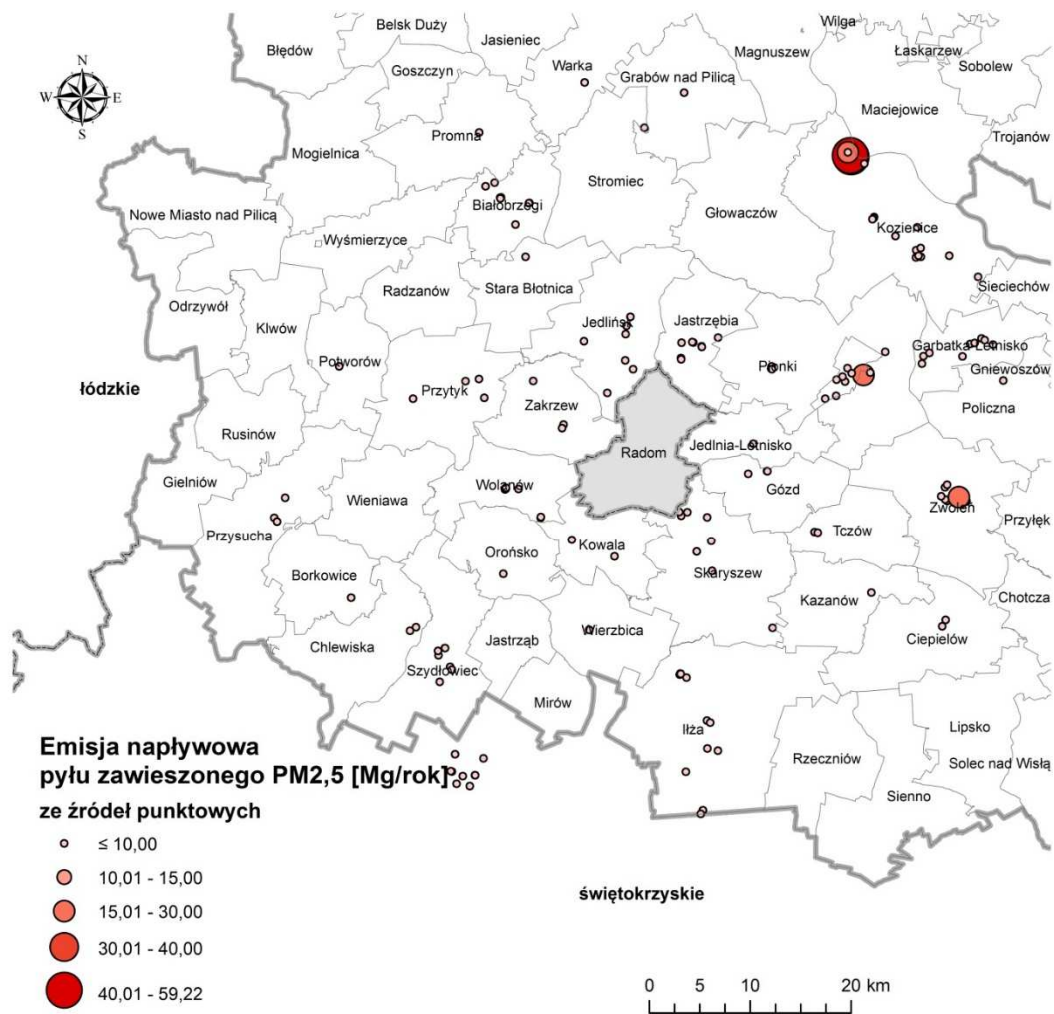 Wilga
Belsk Duży
Jasieniec
Magnuszew
Łaskarzew
Błędów
Warka
Grabów nad Pilicą
Sobolew
Goszczyn
N
W
E
S
Maciejowice
Promna
Trojanów
Mogielnica
Stromiec
Głowaczów
Nowe Miasto nad Pilicą
Białobrzegi
Kozienice
Wyśmierzyce
Radzanów
Stara Błotnica
Sieciechów
Odrzywół
Klwów
Jedlińsk
Jastrzębia
Garbatka-Letnisko
Potworów
Pionki
Gniewoszów
łódzkie
Przytyk
Zakrzew
Policzna
Rusinów
Radom
Jedlnia-Letnisko
Gielniów
Wieniawa
Wolanów
Gózd
Zwoleń
Przyłęk
Przysucha
Orońsko
Kowala
Tczów
Borkowice
Skaryszew
Kazanów
Chotcza
Chlewiska
Jastrząb
Wierzbica
Ciepielów
Szydłowiec
Mirów
Iłża
Lipsko
Rzeczniów
Solec nad Wisłą
Sienno
Emisja napływowa
pyłu zawieszonego PM2,5 [Mg/rok]
ze źródeł punktowych
≤ 10,00
10,01 - 15,00
15,01 - 30,00
30,01 - 40,00
40,01 - 59,22
świętokrzyskie
0 5 10 20 km